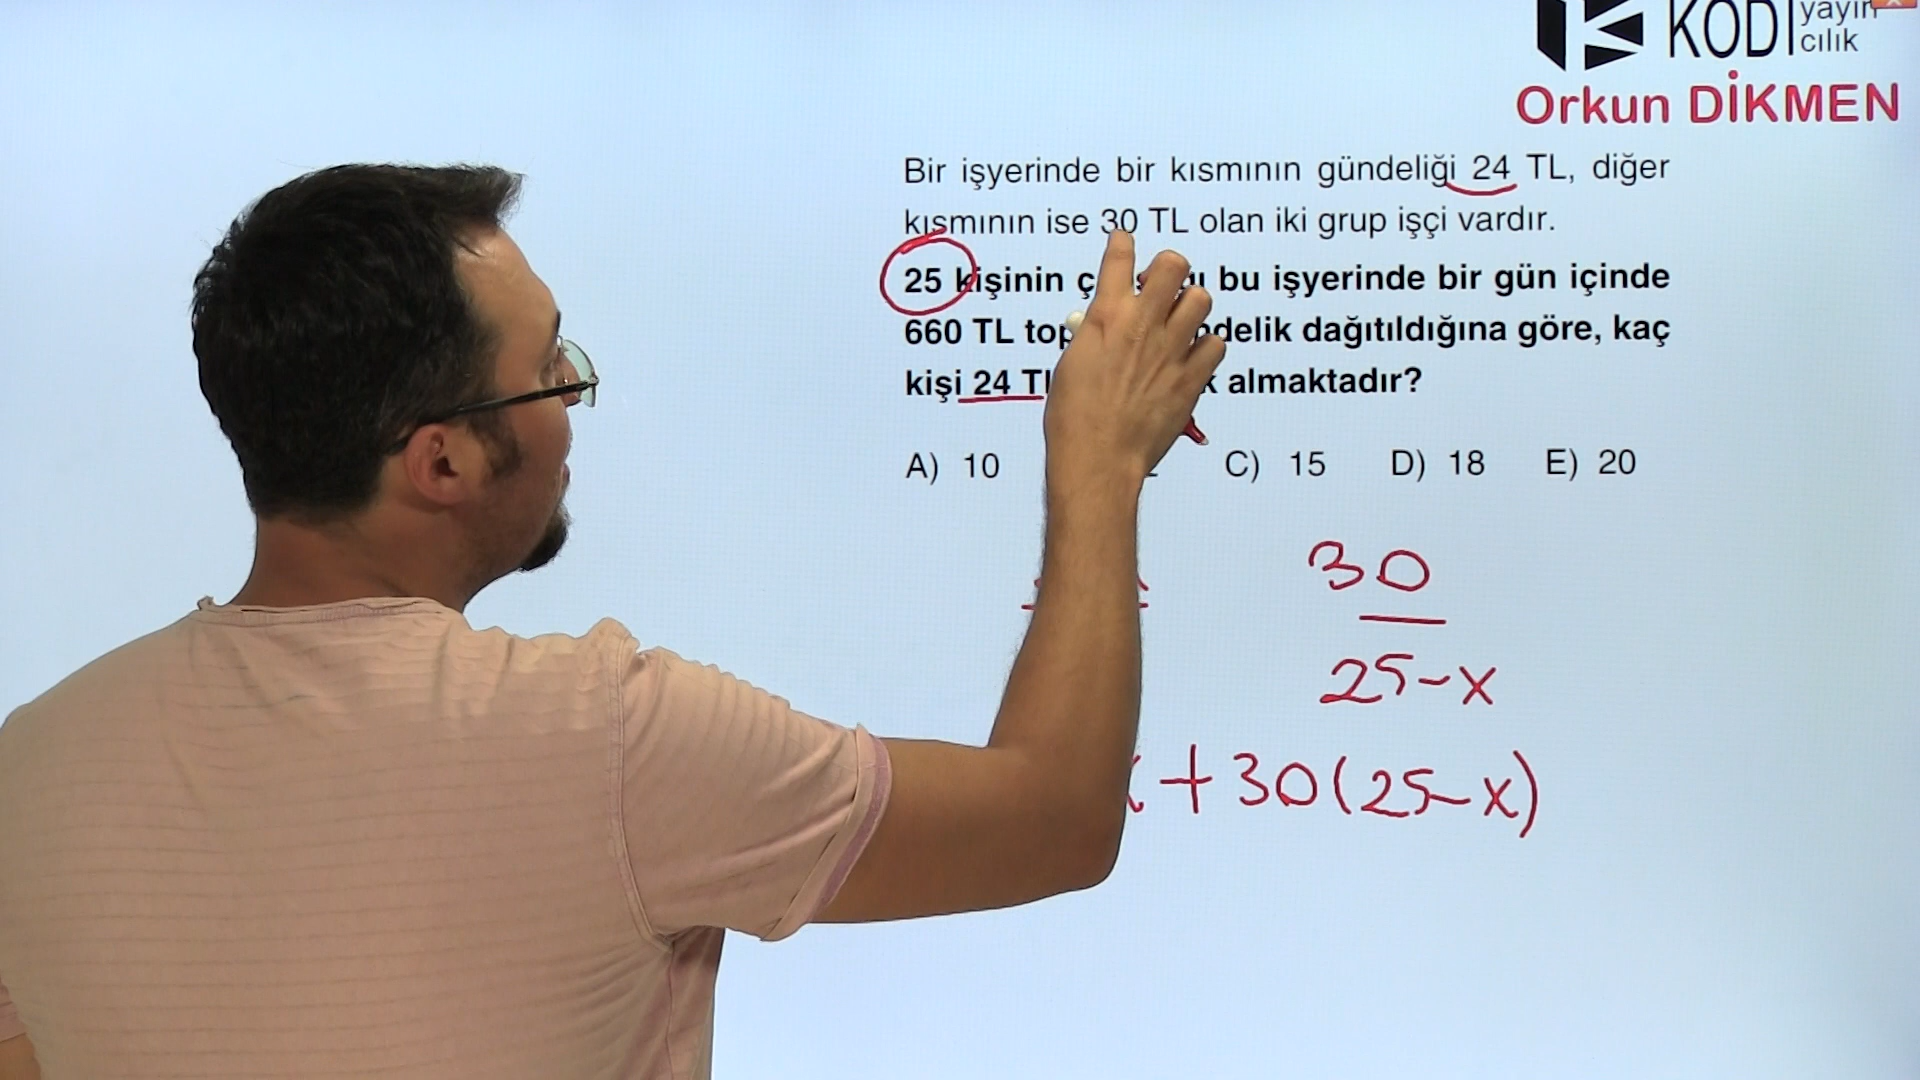 KODI yayın
cılık
Orkun DİKMEN
Bir işyerinde bir kısmının gündeliği 24 TL, diğer
kısmının ise 30 TL olan iki grup işçi vardır.
25 kişinin bu işyerinde bir gün içinde
660 TL dağıtıldığına göre, kaç
kişi 24 almaktadır?
A) 10 C) 15 D) 18 E) 20
30
25-x
+30(25-x)